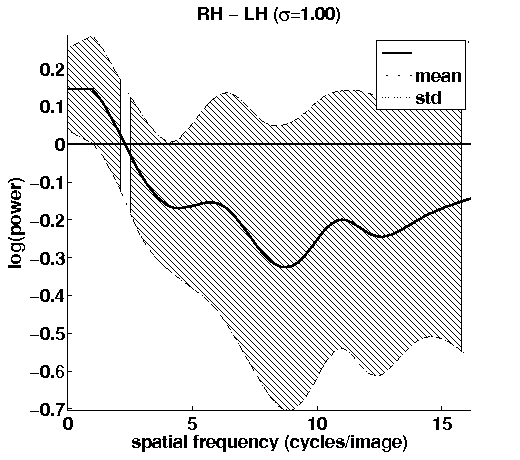 RH − LH (σ=1.00)
mean
std
0.2
0.1
0
−0.1
−0.2
−0.3
−0.4
−0.5
−0.6
−0.7
log(power)
0 5 10 15
spatial frequency (cycles/image)